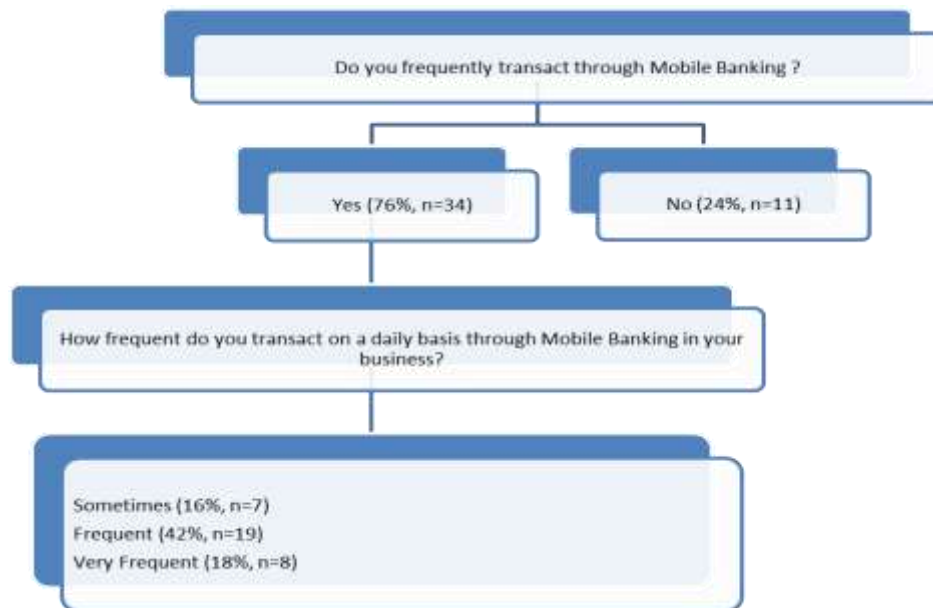 Do you frequently transact through Mobile Banking ?
Yes (76%, n=34)
No (24%, n=11)
How frequent do you transact on a daily basis through Mobile Banking in your
business?
Sometimes (16%, n=7)
Frequent (42%, n=19)
Very Frequent (18%, n=8)